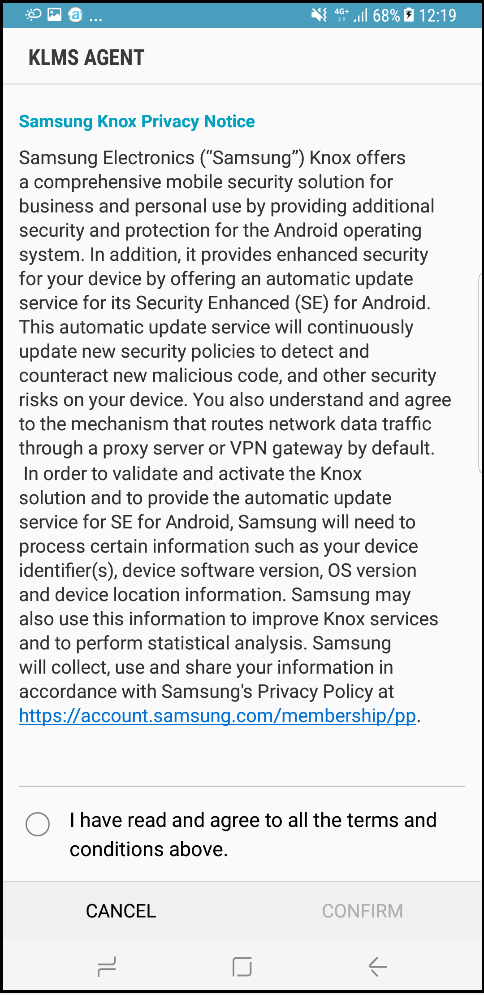 ... 4G+ 68% 12:19
KLMS AGENT
Samsung Knox Privacy Notice
Samsung Electronics (“Samsung”) Knox offers
a comprehensive mobile security solution for
business and personal use by providing additional
security and protection for the Android operating
system. In addition, it provides enhanced security
for your device by offering an automatic update
service for its Security Enhanced (SE) for Android.
This automatic update service will continuously
update new security policies to detect and
counteract new malicious code, and other security
risks on your device. You also understand and agree
to the mechanism that routes network data traffic
through a proxy server or VPN gateway by default.
In order to validate and activate the Knox
solution and to provide the automatic update
service for SE for Android, Samsung will need to
process certain information such as your device
identifier(s), device software version, OS version
and device location information. Samsung may
also use this information to improve Knox services
and to perform statistical analysis. Samsung
will collect, use and share your information in
accordance with Samsung's Privacy Policy at
https://account.samsung.com/membership/pp.
I have read and agree to all the terms and
conditions above.
CANCEL CONFIRM